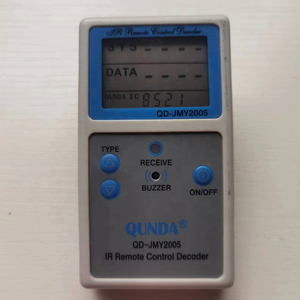 IR Remote Control Decoder
SYS - - - -
DATA - - - -
8521
QD-JMY2005
TYPE
RECEIVE
BUZZER
ON/OFF
QUNDA®
QD-JMY2005
IR Remote Control Decoder